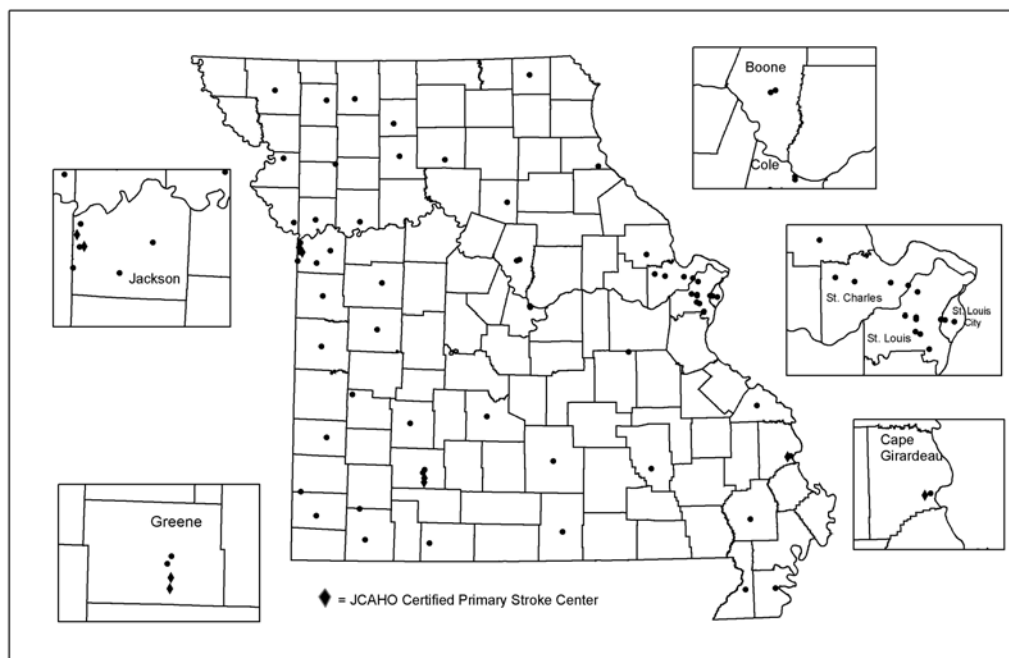 Boone
Cole
Jackson
St. Charles
St. Louis
City
St. Louis
Cape
Girardeau
Greene
= JCAHO Certified Primary Stroke Center